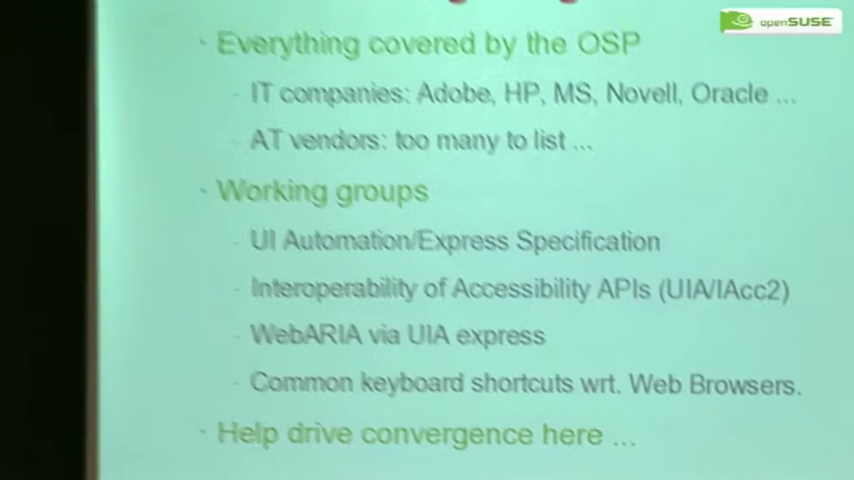 openSUSE
· Everything covered by the OSP
- IT companies: Adobe, HP, MS, Novell, Oracle ...
- AT vendors: too many to list ...
· Working groups
- UI Automation/Express Specification
- Interoperability of Accessibility APIs (UIA/IAcc2)
- WebARIA via UIA express
- Common keyboard shortcuts wrt. Web Browsers.
· Help drive convergence here ...